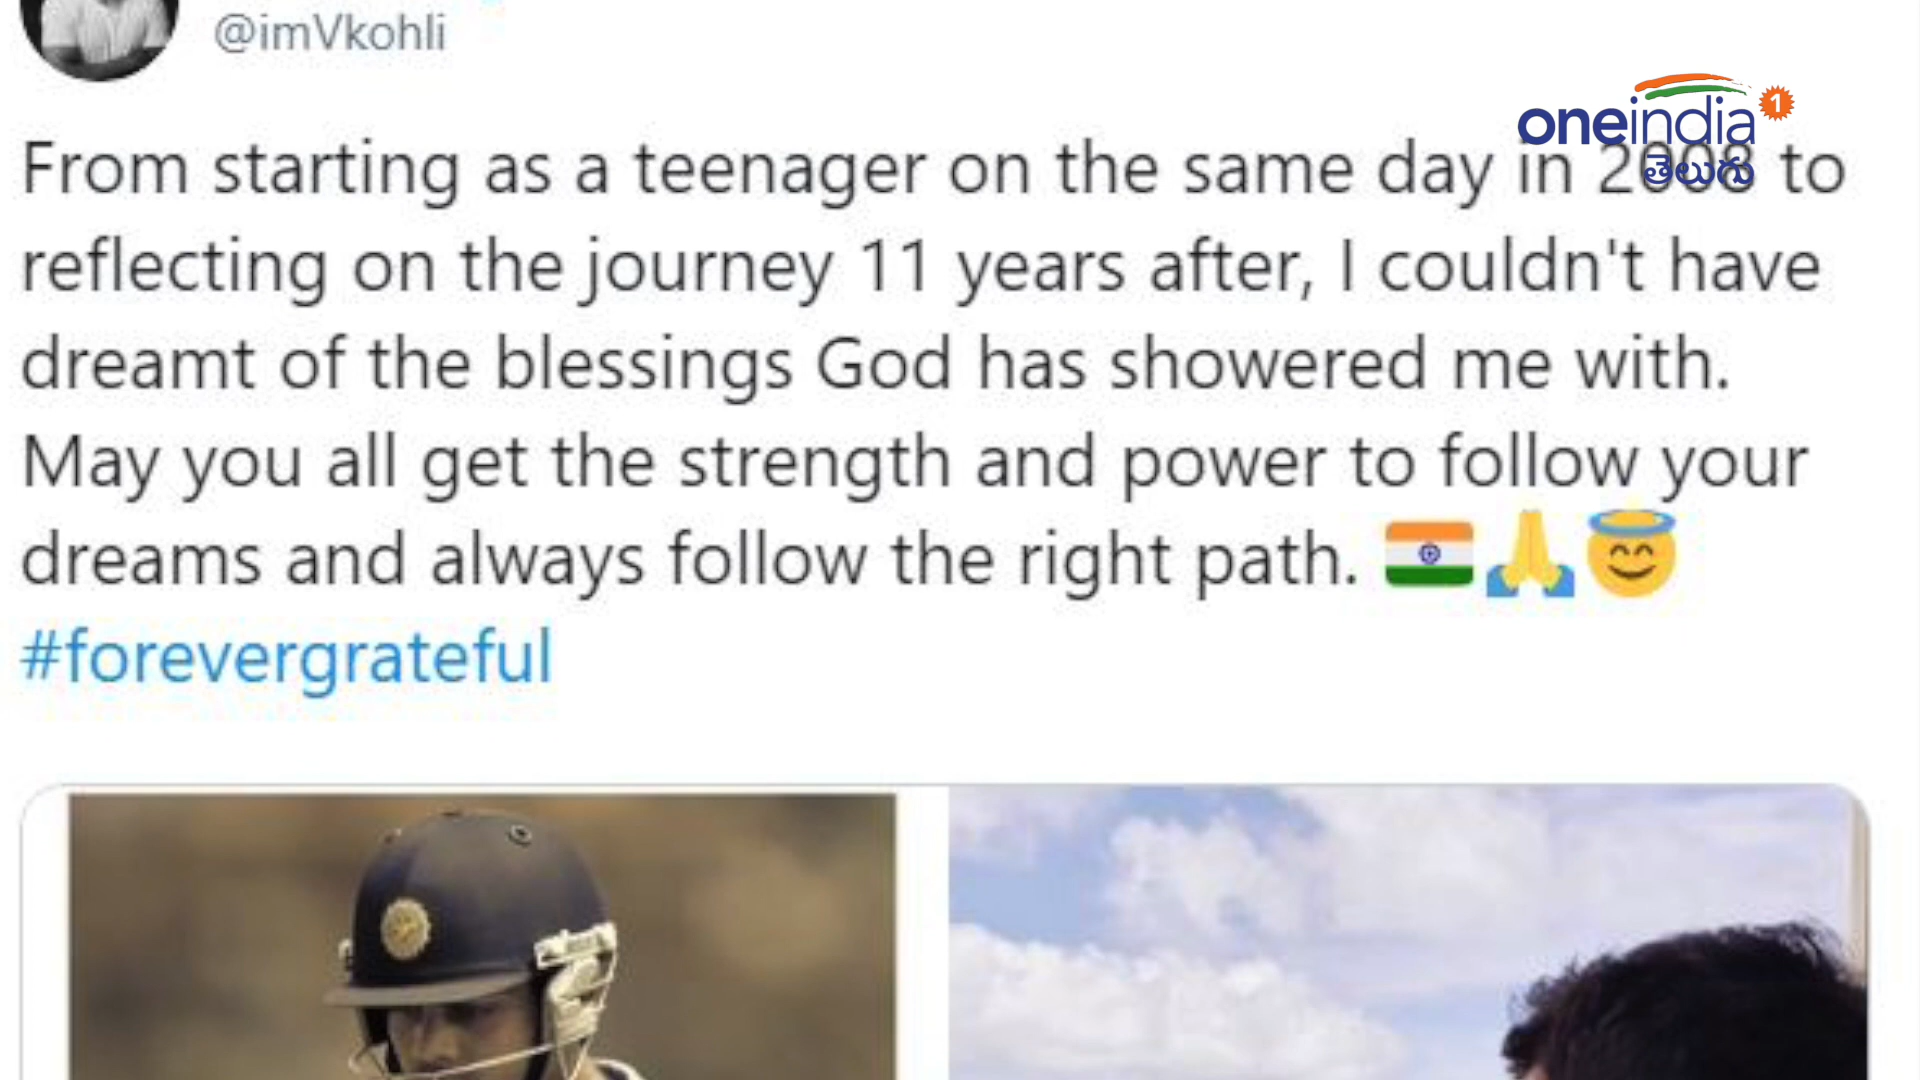 @imVkohli
oneindia 1
తెలుగు
From starting as a teenager on the same day in 2008 to
reflecting on the journey 11 years after, I couldn't have
dreamt of the blessings God has showered me with.
May you all get the strength and power to follow your
dreams and always follow the right path. 🇮🇳🙏😇
#forevergrateful